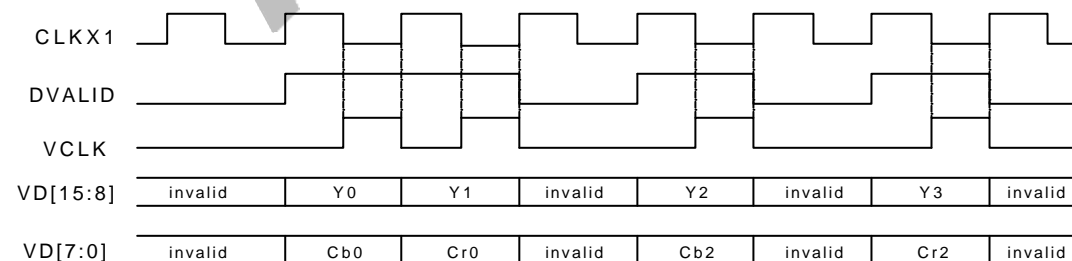 CLKX1
DVALID
VCLK
VD[15:8] invalid Y0 Y1 invalid Y2 invalid Y3 invalid
VD[7:0] invalid Cb0 Cr0 invalid Cb2 invalid Cr2 invalid